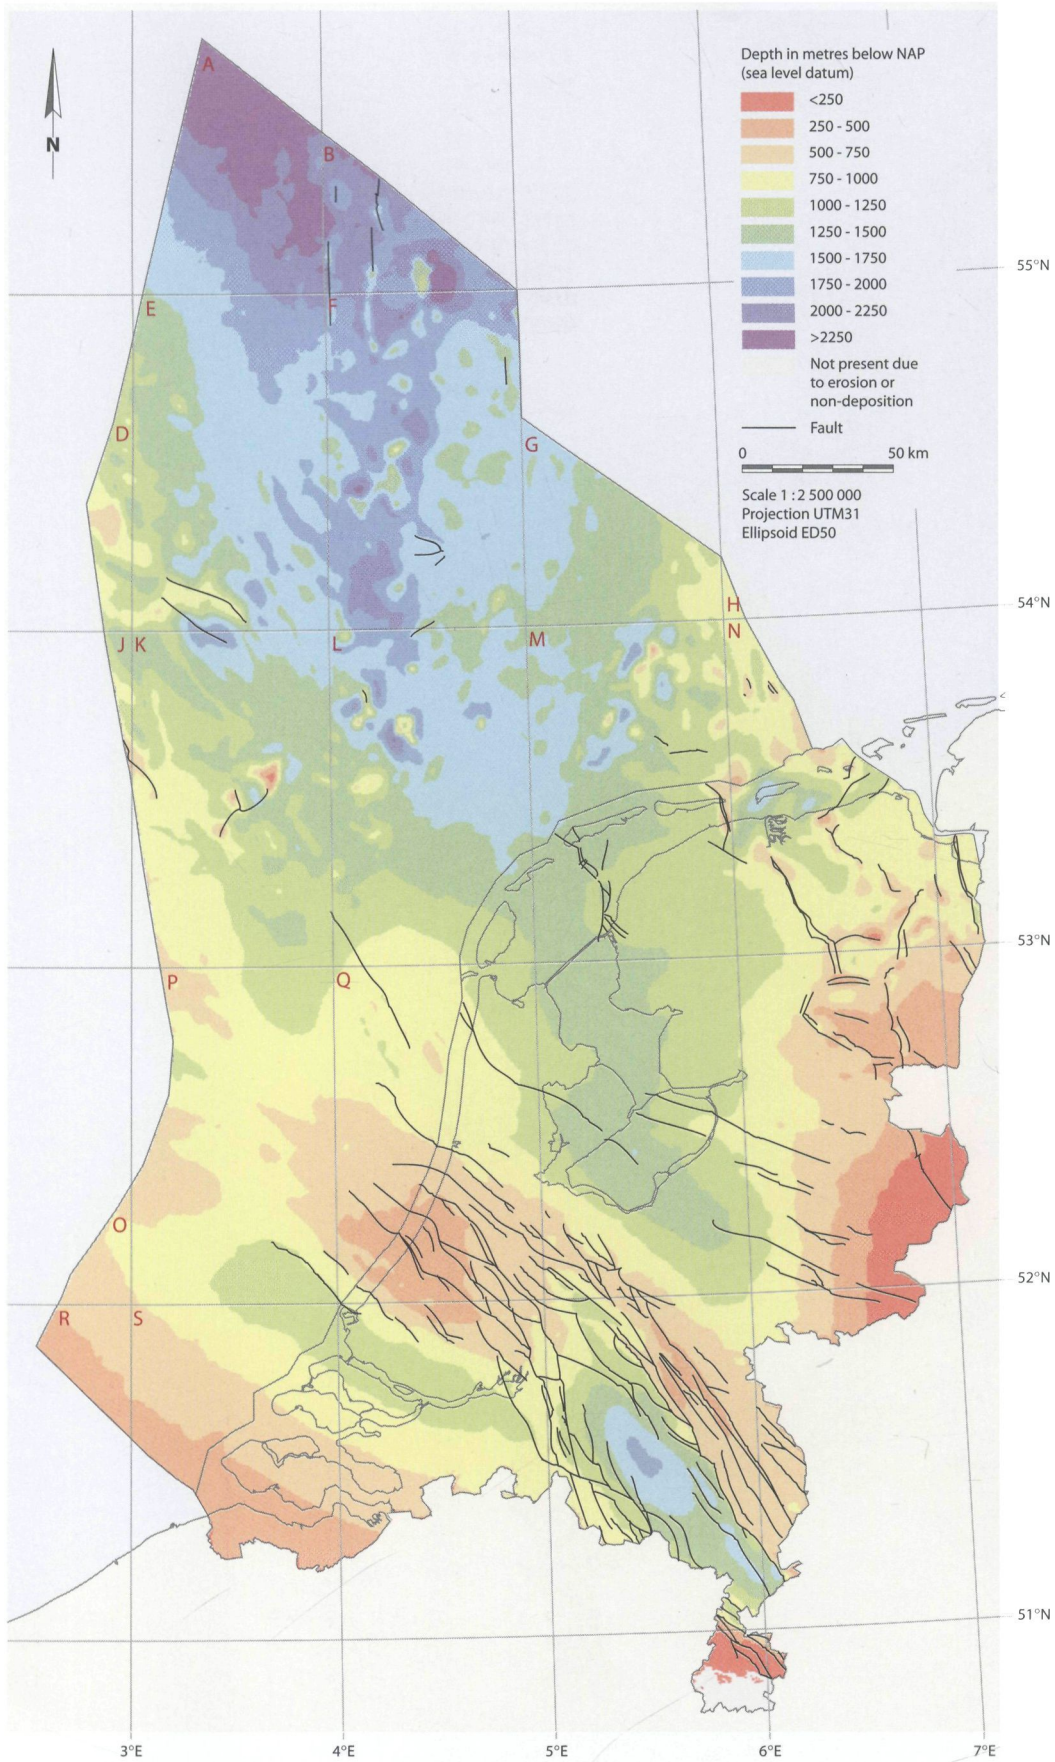 A
B
N
Depth in metres below NAP
(sea level datum)
<250
250 - 500
500 - 750
750 - 1000
1000 - 1250
1250 - 1500
1500 - 1750
1750 - 2000
2000 - 2250
>2250
Not present due
to erosion or
non-deposition
Fault
0 50 km
Scale 1 : 2 500 000
Projection UTM31
Ellipsoid ED50
55°N
E
F
D
G
54°N
H
J K L M N
53°N
P Q
O
52°N
R S
51°N
3°E 4°E 5°E 6°E 7°E